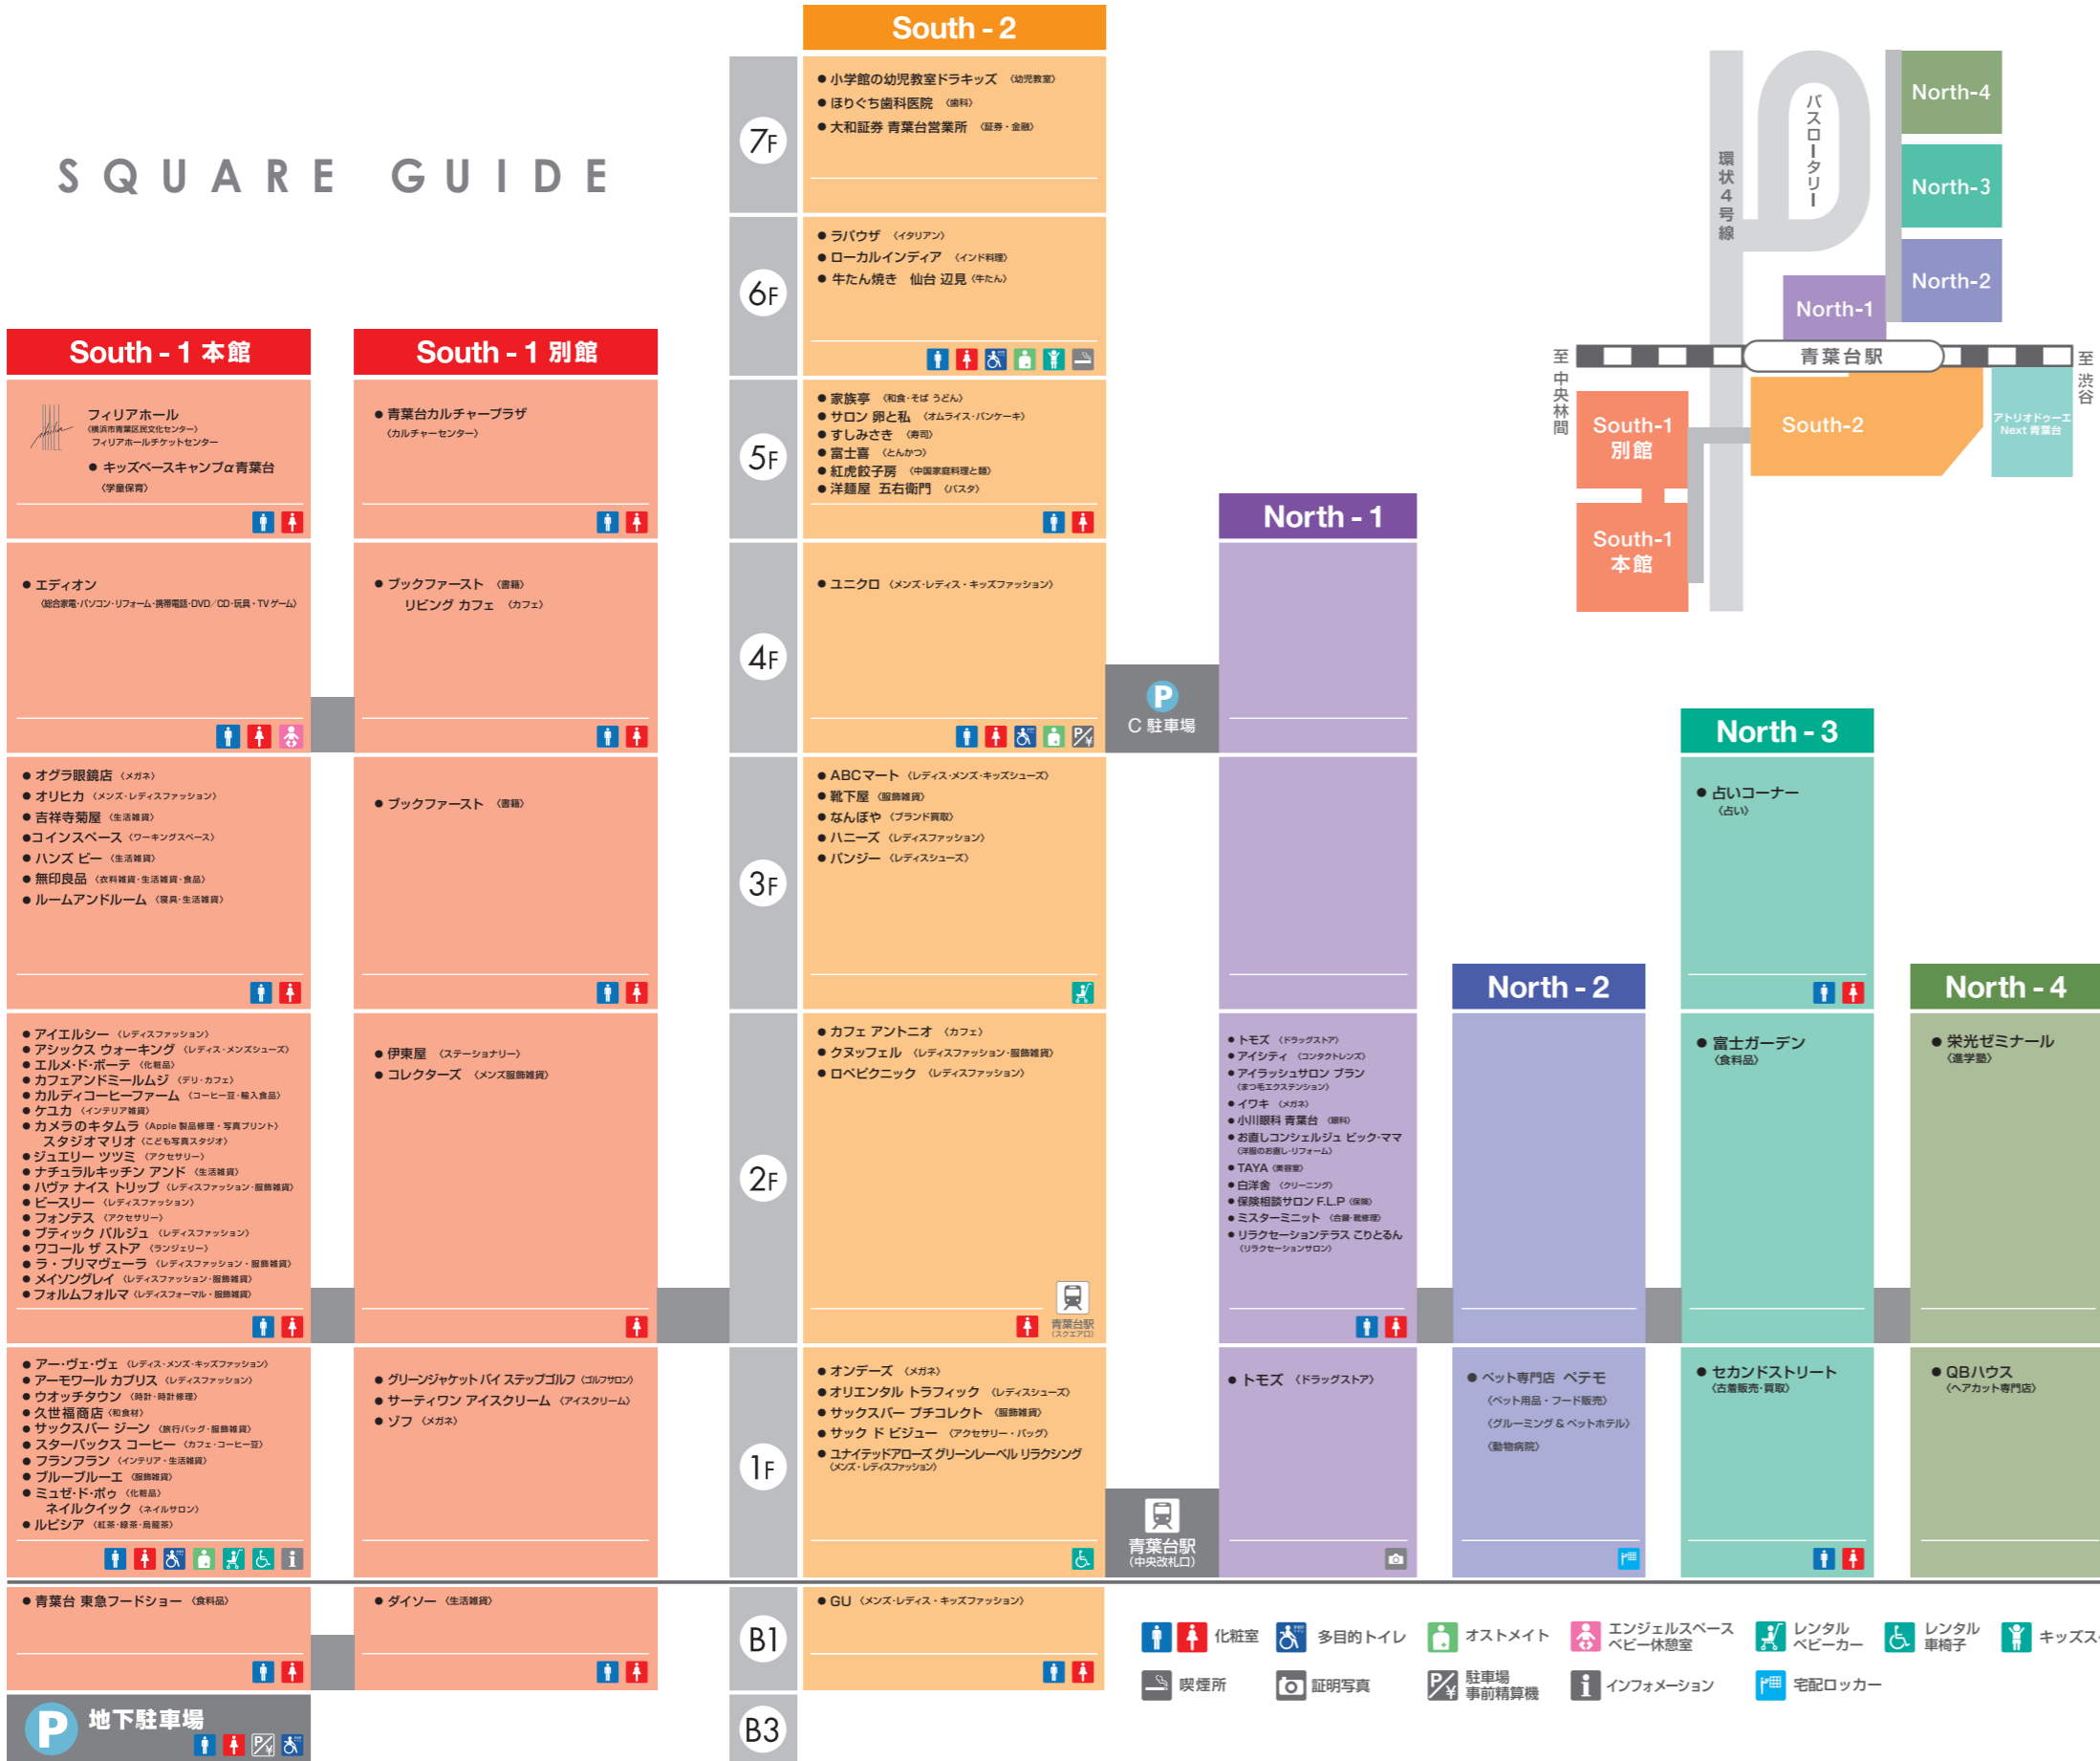 SQUARE GUIDE
South - 1 本館
フィリアホール
〈横浜市青葉区民文化センター〉
フィリアホールチケットセンター
● キッズベースキャンプα青葉台
〈学童保育〉
● エディオン
〈総合家電・パソコン・リフォーム・携帯電話・DVD／CD・玩具・TVゲーム〉
● オグラ眼鏡店 〈メガネ〉
● オリヒカ 〈メンズ・レディスファッション〉
● 吉祥寺菊屋 〈生活雑貨〉
●コインスペース 〈ワーキングスペース〉
● ハンズ ビー 〈生活雑貨〉
● 無印良品 〈衣料雑貨・生活雑貨・食品〉
● ルームアンドルーム 〈寝具・生活雑貨〉
● アイエルシー 〈レディスファッション〉
● アシックス ウォーキング 〈レディス・メンズシューズ〉
● エルメ・ド・ボーテ 〈化粧品〉
● カフェアンドミールムジ 〈デリ・カフェ〉
● カルディコーヒーファーム 〈コーヒー豆・輸入食品〉
● ケユカ 〈インテリア雑貨〉
● カメラのキタムラ 〈Apple 製品修理・写真プリント〉
スタジオマリオ 〈こども写真スタジオ〉
● ジュエリー ツツミ 〈アクセサリー〉
● ナチュラルキッチン アンド 〈生活雑貨〉
● ハヴァ ナイス トリップ 〈レディスファッション・服飾雑貨〉
● ビースリー 〈レディスファッション〉
● フォンテス 〈アクセサリー〉
● ブティック バルジュ 〈レディスファッション〉
● ワコール ザ ストア 〈ランジェリー〉
● ラ・プリマヴェーラ 〈レディスファッション・服飾雑貨〉
● メイソングレイ 〈レディスファッション・服飾雑貨〉
● フォルムフォルマ 〈レディスフォーマル・服飾雑貨〉
● アー・ヴェ・ヴェ 〈レディス・メンズ・キッズファッション〉
● アーモワール カプリス 〈レディスファッション〉
● ウオッチタウン 〈時計・時計修理〉
● 久世福商店 〈和食材〉
● サックスバー ジーン 〈旅行バッグ・服飾雑貨〉
● スターバックス コーヒー 〈カフェ・コーヒー豆〉
● フランフラン 〈インテリア・生活雑貨〉
● ブルーブルーエ 〈服飾雑貨〉
● ミュゼ・ド・ポゥ 〈化粧品〉
ネイルクイック 〈ネイルサロン〉
● ルピシア 〈紅茶・緑茶・烏龍茶〉
● 青葉台 東急フードショー 〈食料品〉
P 地下駐車場
South - 1 別館
● 青葉台カルチャープラザ
〈カルチャーセンター〉
● ブックファースト 〈書籍〉
リビング カフェ 〈カフェ〉
● ブックファースト 〈書籍〉
● 伊東屋 〈ステーショナリー〉
● コレクターズ 〈メンズ服飾雑貨〉
● グリーンジャケット バイ ステップゴルフ 〈ゴルフサロン〉
● サーティワン アイスクリーム 〈アイスクリーム〉
● ゾフ 〈メガネ〉
● ダイソー 〈生活雑貨〉
7F
6F
5F
4F
3F
2F
1F
B1
B3
South - 2
● 小学館の幼児教室ドラキッズ 〈幼児教室〉
● ほりぐち歯科医院 〈歯科〉
● 大和証券 青葉台営業所 〈証券・金融〉
● ラパウザ 〈イタリアン〉
● ローカルインディア 〈インド料理〉
● 牛たん焼き 仙台 辺見 〈牛たん〉
● 家族亭 〈和食・そば うどん〉
● サロン 卵と私 〈オムライス・パンケーキ〉
● すしみさき 〈寿司〉
● 富士喜 〈とんかつ〉
● 紅虎餃子房 〈中国家庭料理と麺〉
● 洋麺屋 五右衛門 〈パスタ〉
● ユニクロ 〈メンズ・レディス・キッズファッション〉
● ABCマート 〈レディス・メンズ・キッズシューズ〉
● 靴下屋 〈服飾雑貨〉
● なんぼや 〈ブランド買取〉
● ハニーズ 〈レディスファッション〉
● パンジー 〈レディスシューズ〉
● カフェ アントニオ 〈カフェ〉
● クヌッフェル 〈レディスファッション・服飾雑貨〉
● ロペピクニック 〈レディスファッション〉
青葉台駅
（スクエア口）
● オンデーズ 〈メガネ〉
● オリエンタル トラフィック 〈レディスシューズ〉
● サックスバー プチコレクト 〈服飾雑貨〉
● サック ド ビジュー 〈アクセサリー・バッグ〉
● ユナイテッドアローズ グリーンレーベル リラクシング
〈メンズ・レディスファッション〉
● GU 〈メンズ・レディス・キッズファッション〉
P
C 駐車場
青葉台駅
（中央改札口）
North - 1
● トモズ 〈ドラッグストア〉
● アイシティ 〈コンタクトレンズ〉
● アイラッシュサロン ブラン
〈まつ毛エクステンション〉
● イワキ 〈メガネ〉
● 小川眼科 青葉台 〈眼科〉
● お直しコンシェルジュ ビック・ママ
〈洋服のお直し・リフォーム〉
● TAYA 〈美容室〉
● 白洋舎 〈クリーニング〉
● 保険相談サロン F.L.P 〈保険〉
● ミスターミニット 〈合鍵・靴修理〉
● リラクセーションテラス こりとるん
〈リラクセーションサロン〉
● トモズ 〈ドラッグストア〉
North - 2
● ペット専門店 ペテモ
〈ペット用品・フード販売〉
〈グルーミング & ペットホテル〉
〈動物病院〉
North - 3
● 占いコーナー
〈占い〉
● 富士ガーデン
〈食料品〉
● セカンドストリート
〈古着販売・買取〉
North - 4
● 栄光ゼミナール
〈進学塾〉
● QBハウス
〈ヘアカット専門店〉
環状4号線
バスロータリー
North-4
North-3
North-2
North-1
至 中央林間
青葉台駅
至 渋谷
South-1
別館
South-2
アトリオドゥーエ
Next 青葉台
South-1
本館
化粧室
多目的トイレ
オストメイト
エンジェルスペース
ベビー休憩室
レンタル
ベビーカー
レンタル
車椅子
キッズス
喫煙所
証明写真
駐車場
事前精算機
インフォメーション
宅配ロッカー